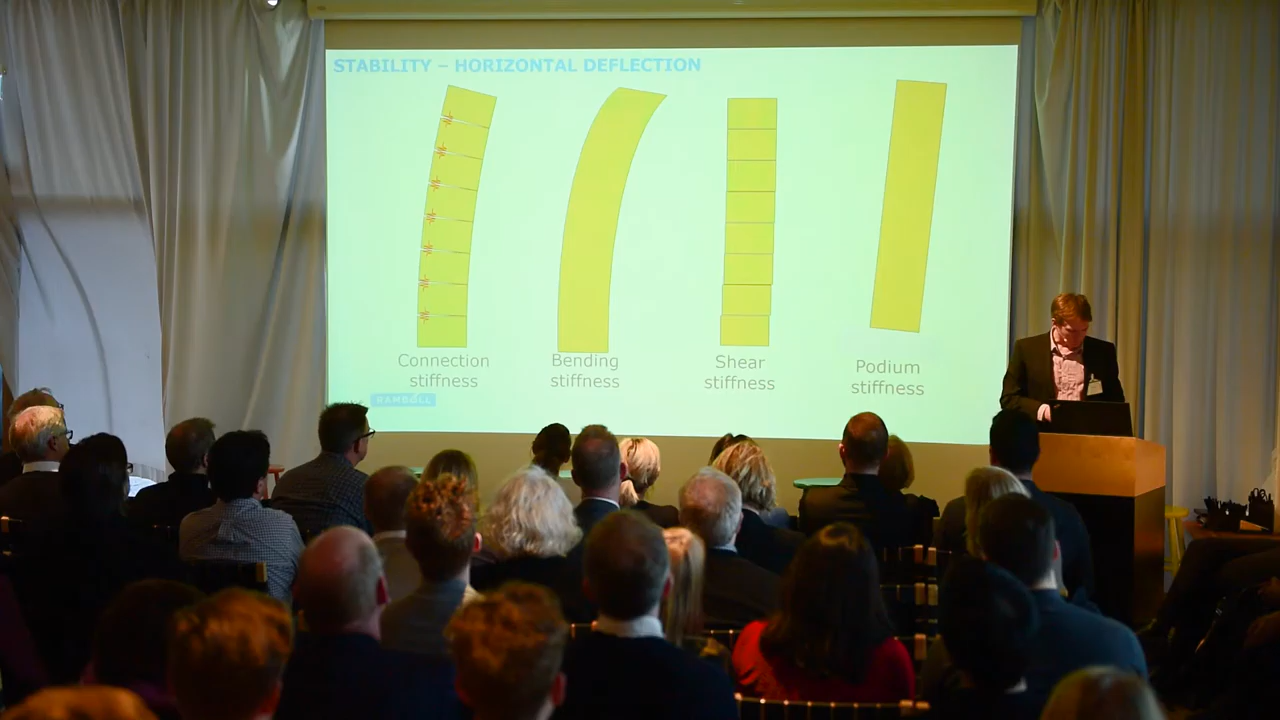 STABILITY – HORIZONTAL DEFLECTION
Connection
stiffness
Bending
stiffness
Shear
stiffness
Podium
stiffness
RAMBOLL